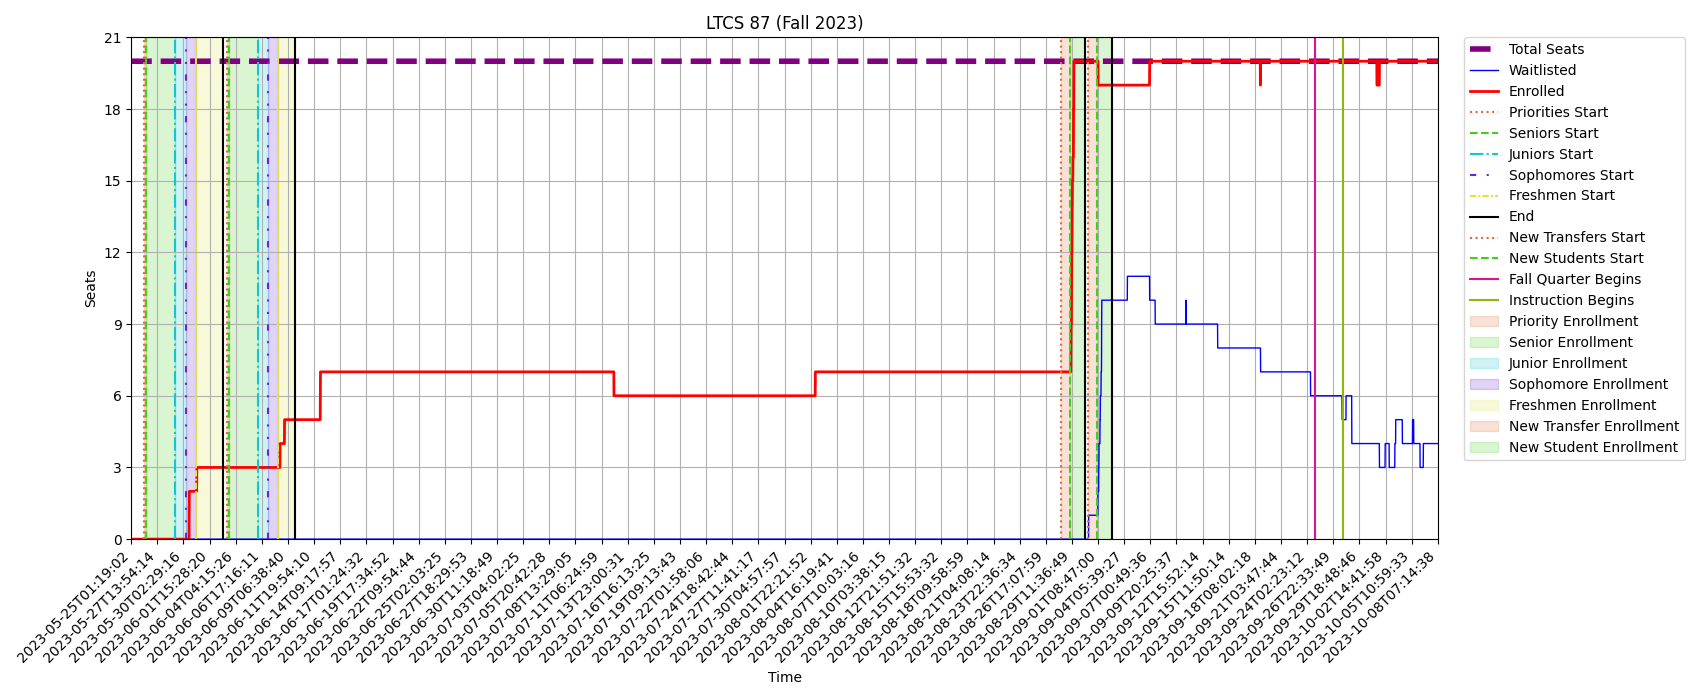 LTCS 87 (Fall 2023)
Seats
21
18
15
12
9
6
3
0
2023-05-25T01:19:02
2023-05-27T13:54:14
2023-05-30T02:29:16
2023-06-01T15:28:20
2023-06-04T04:15:26
2023-06-06T17:16:11
2023-06-09T06:38:40
2023-06-11T19:54:10
2023-06-14T09:17:57
2023-06-17T01:24:32
2023-06-19T17:34:52
2023-06-22T09:54:44
2023-06-25T02:03:25
2023-06-27T18:29:53
2023-06-30T11:18:49
2023-07-03T04:02:25
2023-07-05T20:42:28
2023-07-08T13:29:05
2023-07-11T06:24:59
2023-07-13T23:00:31
2023-07-16T16:13:25
2023-07-19T09:13:43
2023-07-22T01:58:06
2023-07-24T18:42:44
2023-07-27T11:41:17
2023-07-30T04:57:57
2023-08-01T22:21:52
2023-08-04T16:19:41
2023-08-07T10:03:16
2023-08-10T03:38:15
2023-08-12T21:51:32
2023-08-15T15:53:32
2023-08-18T09:58:59
2023-08-21T04:08:14
2023-08-23T22:36:34
2023-08-26T17:07:59
2023-08-29T11:36:49
2023-09-01T08:47:00
2023-09-04T05:39:27
2023-09-07T00:49:36
2023-09-09T20:25:37
2023-09-12T15:52:14
2023-09-15T11:50:14
2023-09-18T08:02:18
2023-09-21T03:47:44
2023-09-24T02:23:12
2023-09-26T22:33:49
2023-09-29T18:48:46
2023-10-02T14:41:58
2023-10-05T10:59:33
2023-10-08T07:14:38
Time
Total Seats
Waitlisted
Enrolled
Priorities Start
Seniors Start
Juniors Start
Sophomores Start
Freshmen Start
End
New Transfers Start
New Students Start
Fall Quarter Begins
Instruction Begins
Priority Enrollment
Senior Enrollment
Junior Enrollment
Sophomore Enrollment
Freshmen Enrollment
New Transfer Enrollment
New Student Enrollment